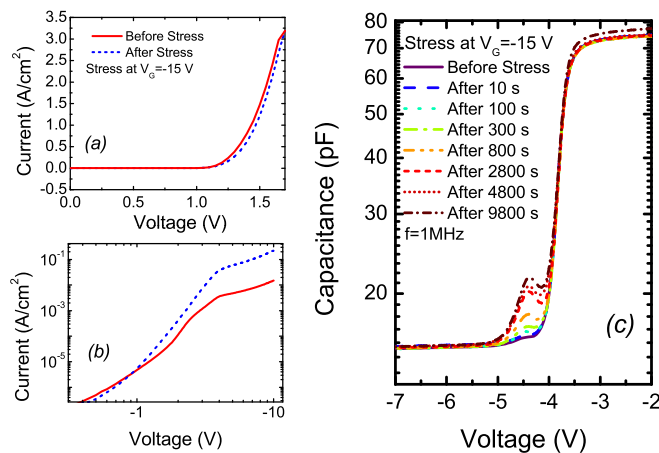 3.5
3.0
2.5
2.0
1.5
1.0
0.5
0.0
-0.5
Current (A/cm²)
Before Stress
After Stress
Stress at V_G=-15 V
(a)
0.0 0.5 1.0 1.5
Voltage (V)
10⁻¹
10⁻³
10⁻⁵
Current (A/cm²)
(b)
-1 -10
Voltage (V)
80
70
60
50
40
30
20
Capacitance (pF)
Stress at V_G=-15 V
Before Stress
After 10 s
After 100 s
After 300 s
After 800 s
After 2800 s
After 4800 s
After 9800 s
f=1MHz
(c)
-7 -6 -5 -4 -3 -2
Voltage (V)